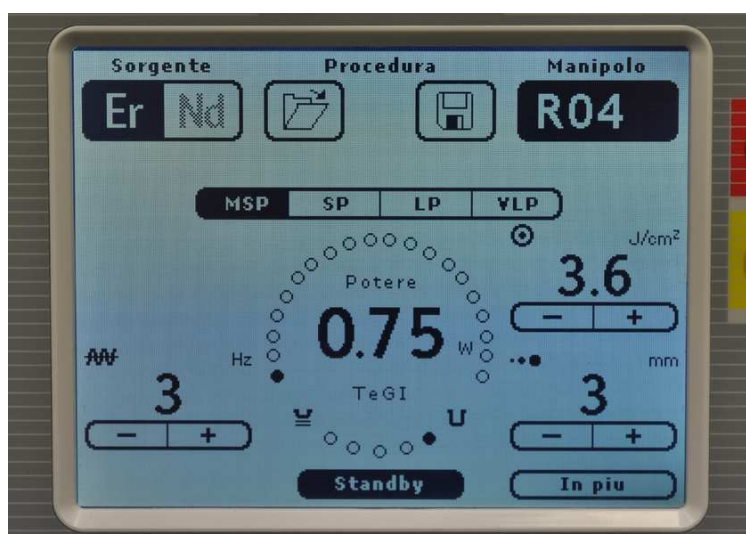 Sorgente Procedura Manipolo
Er Nd R04
MSP SP LP VLP
J/cm²
Potere 3.6
− +
0.75 W
Hz mm
3 TeGI 3
− + − +
Standby In piu